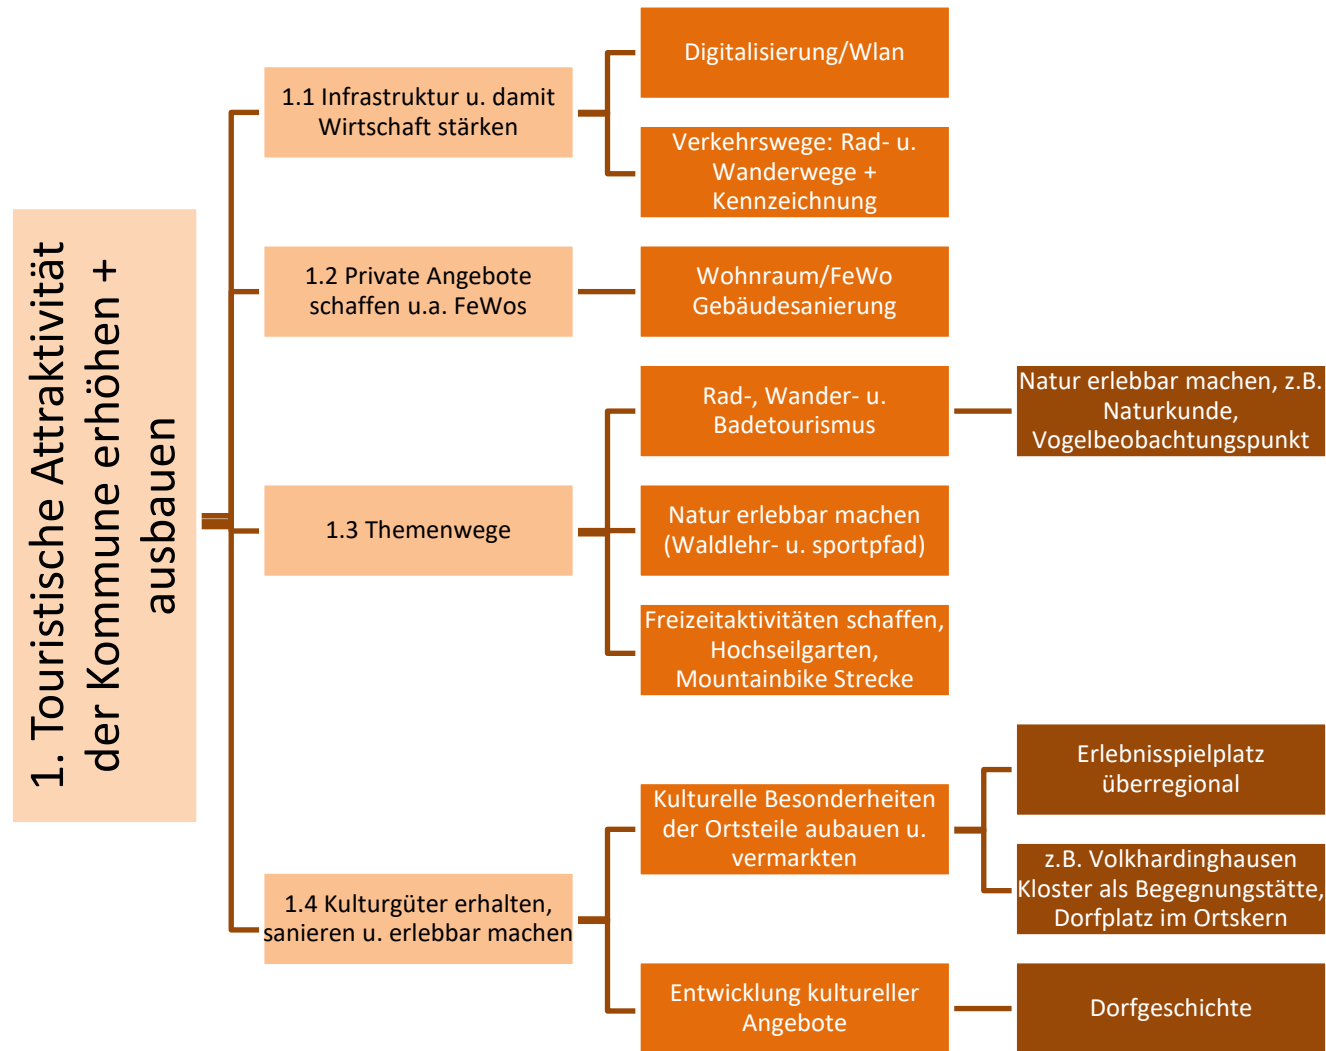 1. Touristische Attraktivität
der Kommune erhöhen +
ausbauen
1.1 Infrastruktur u. damit
Wirtschaft stärken
Digitalisierung/Wlan
Verkehrswege: Rad- u.
Wanderwege +
Kennzeichnung
1.2 Private Angebote
schaffen u.a. FeWos
Wohnraum/FeWo
Gebäudesanierung
1.3 Themenwege
Rad-, Wander- u.
Badetourismus
Natur erlebbar machen, z.B.
Naturkunde,
Vogelbeobachtungspunkt
Natur erlebbar machen
(Waldlehr- u. sportpfad)
Freizeitaktivitäten schaffen,
Hochseilgarten,
Mountainbike Strecke
1.4 Kulturgüter erhalten,
sanieren u. erlebbar machen
Kulturelle Besonderheiten
der Ortsteile aubauen u.
vermarkten
Erlebnisspielplatz
überregional
z.B. Volkhardinghausen
Kloster als Begegnungstätte,
Dorfplatz im Ortskern
Entwicklung kultureller
Angebote
Dorfgeschichte